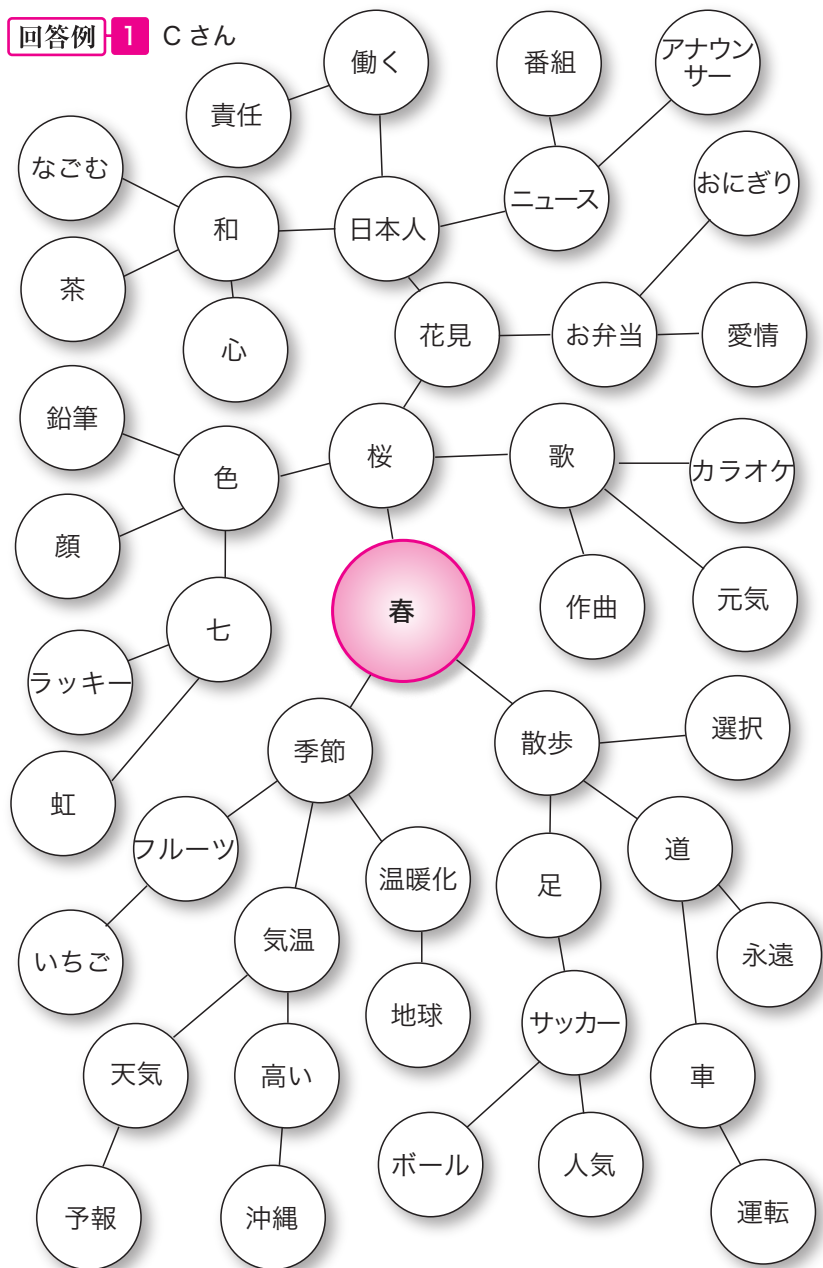 回答例 1 Cさん
働く
番組
アナウン
サー
責任
なごむ
和
日本人
ニュース
おにぎり
茶
心
花見
お弁当
愛情
鉛筆
色
桜
歌
カラオケ
顔
七
春
作曲
元気
ラッキー
虹
季節
散歩
選択
フルーツ
温暖化
足
道
いちご
気温
地球
サッカー
永遠
天気
高い
車
予報
沖縄
ボール
人気
運転